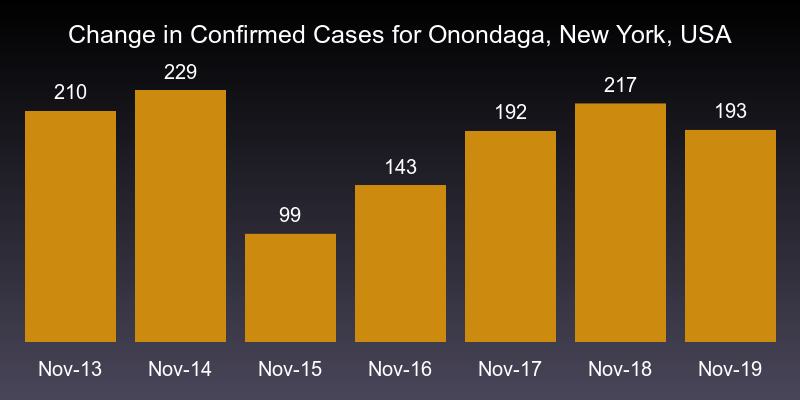 Change in Confirmed Cases for Onondaga, New York, USA
210 229 99 143 192 217 193
Nov-13 Nov-14 Nov-15 Nov-16 Nov-17 Nov-18 Nov-19